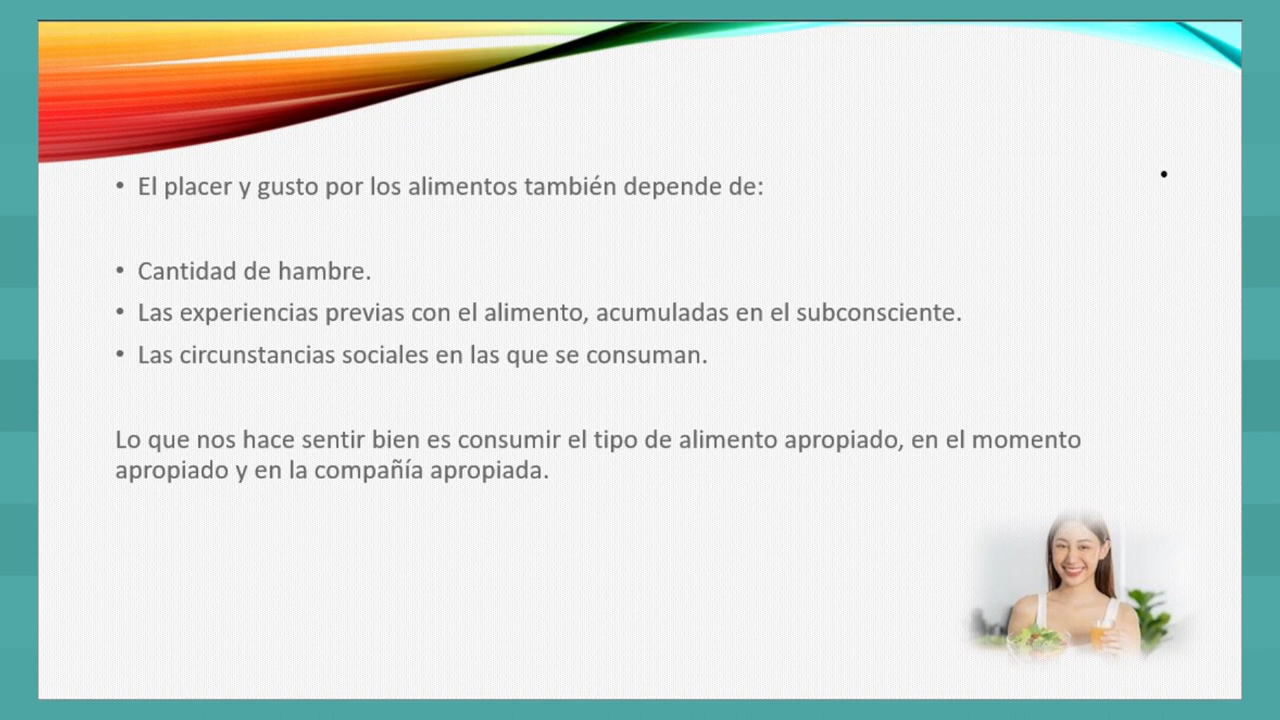 • El placer y gusto por los alimentos también depende de:
• Cantidad de hambre.
• Las experiencias previas con el alimento, acumuladas en el subconsciente.
• Las circunstancias sociales en las que se consuman.
Lo que nos hace sentir bien es consumir el tipo de alimento apropiado, en el momento
apropiado y en la compañía apropiada.